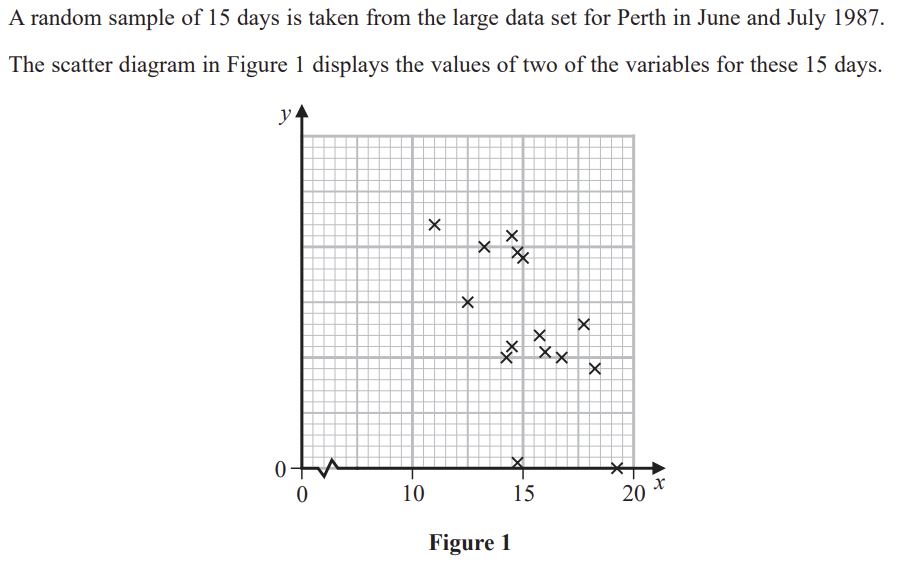 A random sample of 15 days is taken from the large data set for Perth in June and July 1987.
The scatter diagram in Figure 1 displays the values of two of the variables for these 15 days.
y
0
0 10 15 20 x
Figure 1